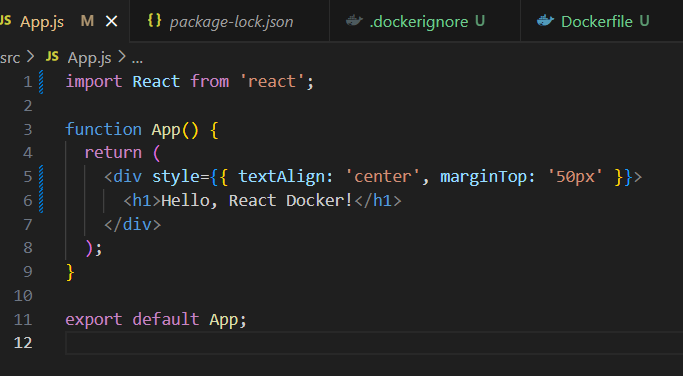 JS App.js M × {} package-lock.json .dockerignore U Dockerfile U
src > JS App.js > ...
1 import React from 'react';
2
3 function App() {
4   return (
5     <div style={{ textAlign: 'center', marginTop: '50px' }}>
6       <h1>Hello, React Docker!</h1>
7     </div>
8   );
9 }
10
11 export default App;
12